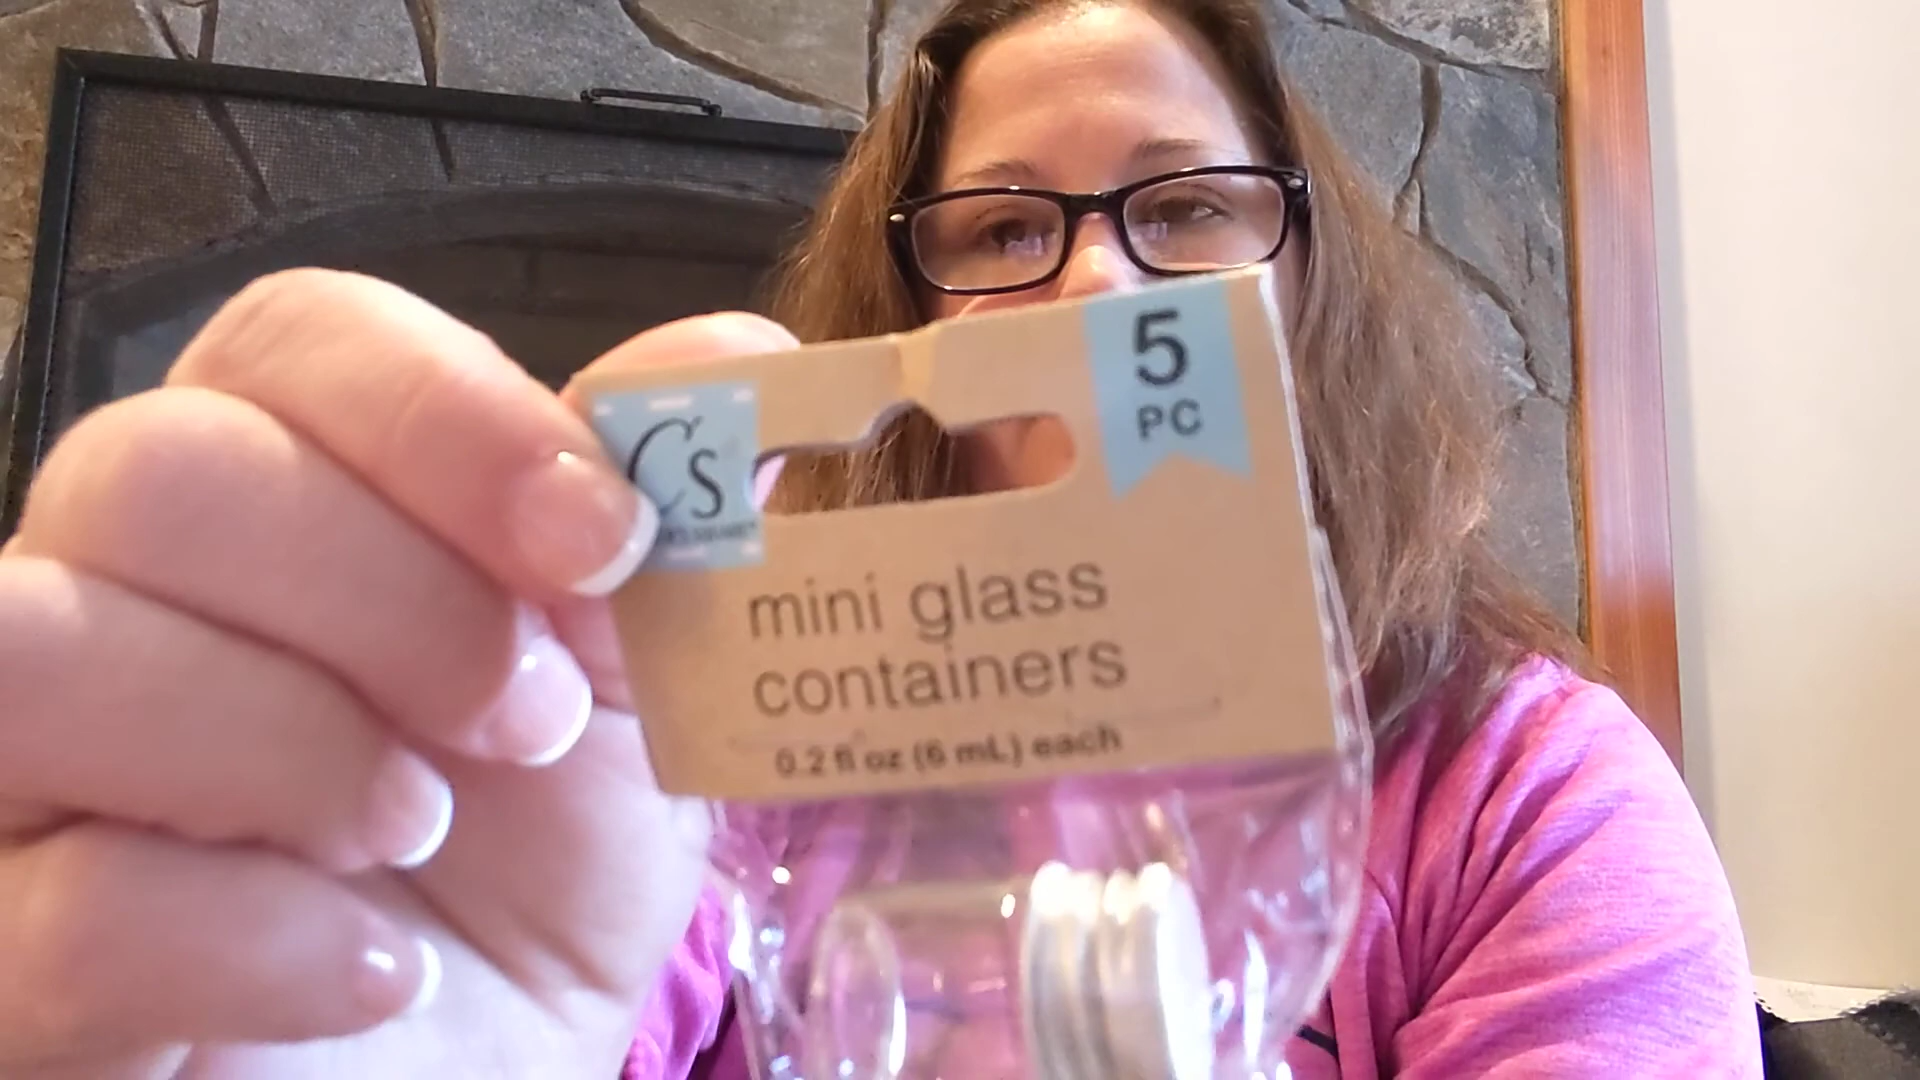 Cs
5
PC
mini glass
containers
0.2 fl oz (6 mL) each